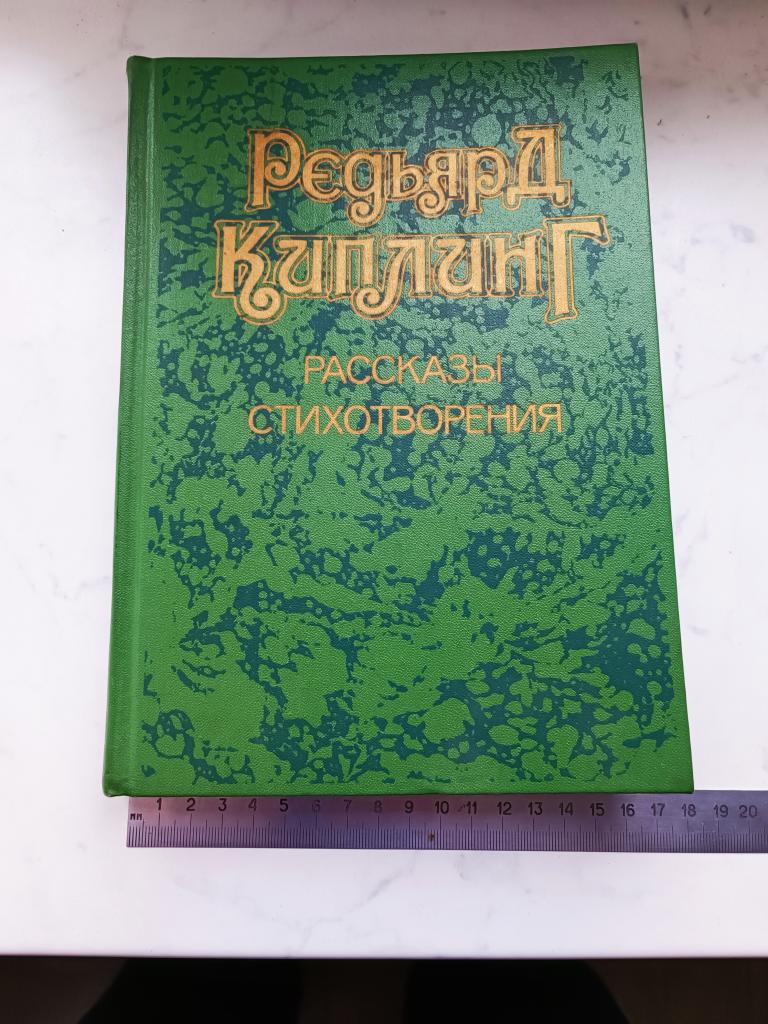 Редьярд
Киплинг
РАССКАЗЫ
СТИХОТВОРЕНИЯ
1 2 3 4 5 6 7 8 9 10 11 12 13 14 15 16 17 18 19 20
мм